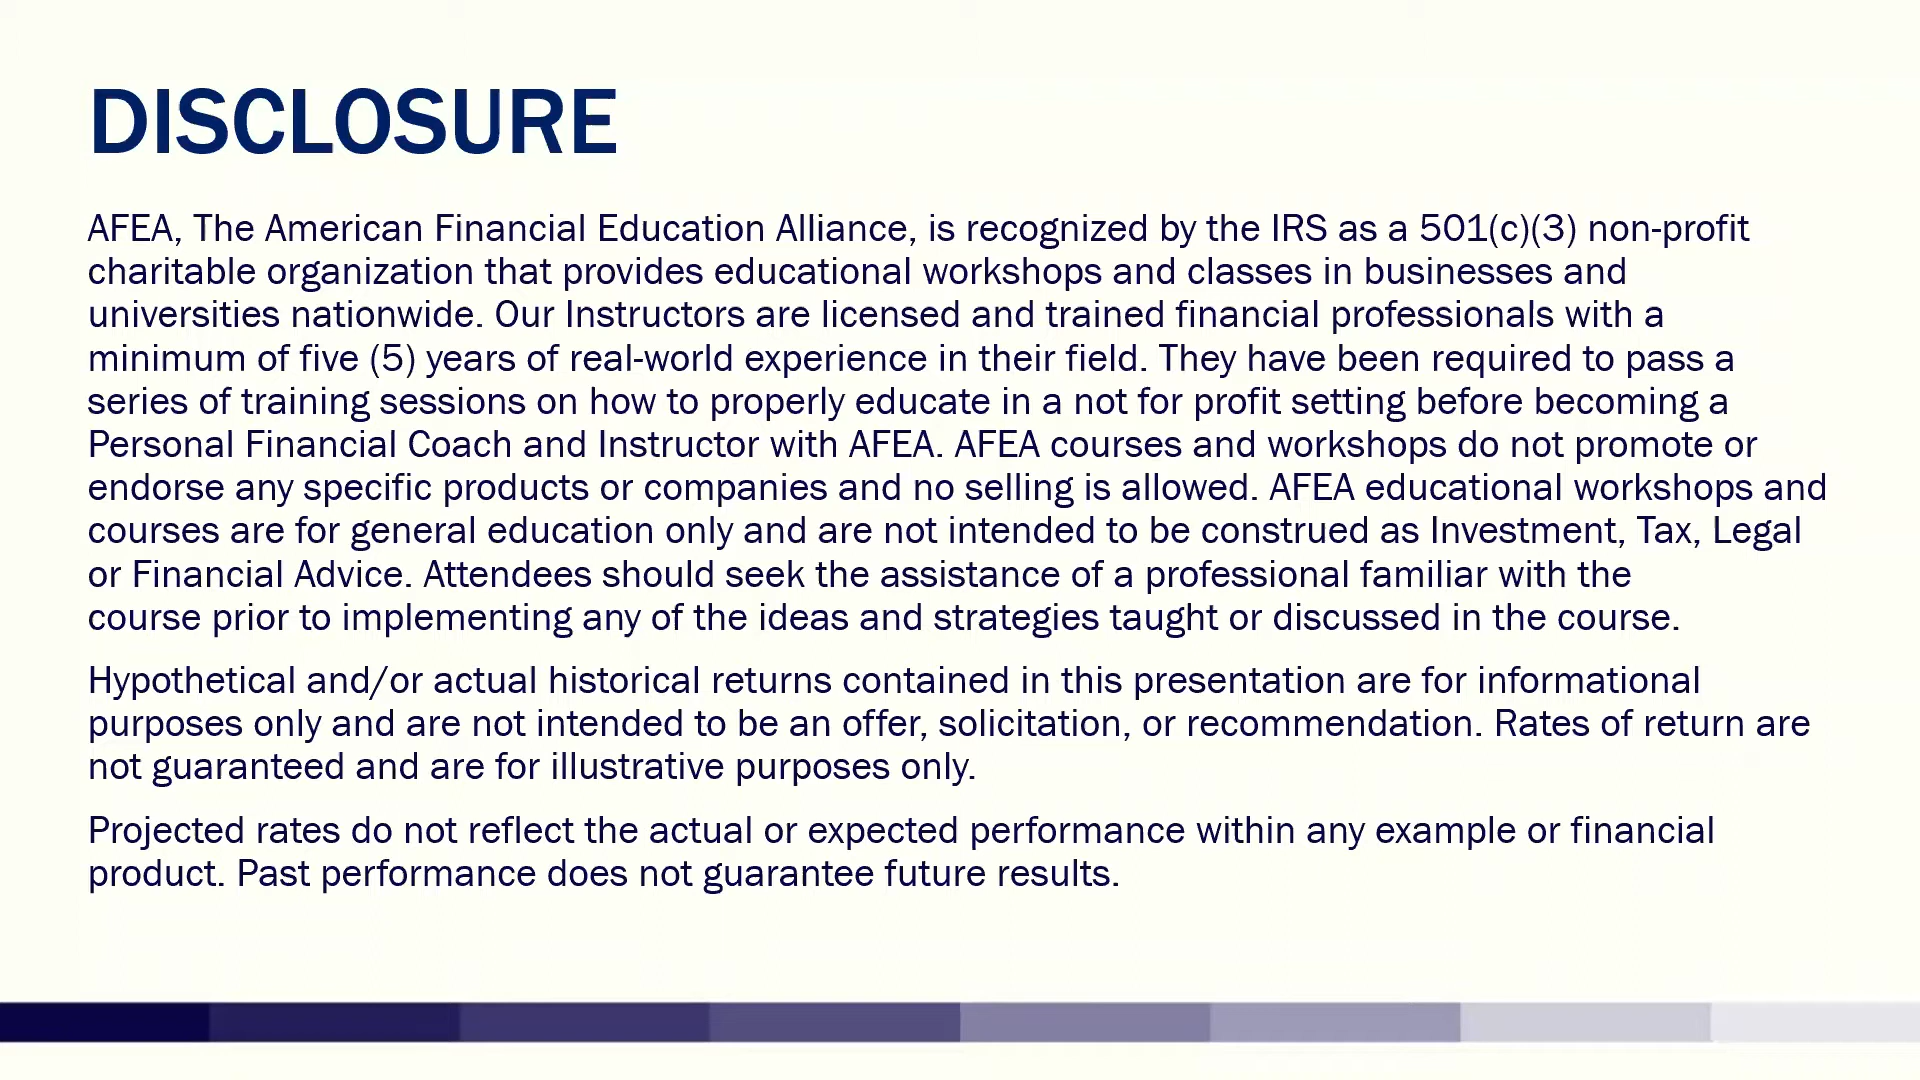 DISCLOSURE
AFEA, The American Financial Education Alliance, is recognized by the IRS as a 501(c)(3) non-profit
charitable organization that provides educational workshops and classes in businesses and
universities nationwide. Our Instructors are licensed and trained financial professionals with a
minimum of five (5) years of real-world experience in their field. They have been required to pass a
series of training sessions on how to properly educate in a not for profit setting before becoming a
Personal Financial Coach and Instructor with AFEA. AFEA courses and workshops do not promote or
endorse any specific products or companies and no selling is allowed. AFEA educational workshops and
courses are for general education only and are not intended to be construed as Investment, Tax, Legal
or Financial Advice. Attendees should seek the assistance of a professional familiar with the
course prior to implementing any of the ideas and strategies taught or discussed in the course.
Hypothetical and/or actual historical returns contained in this presentation are for informational
purposes only and are not intended to be an offer, solicitation, or recommendation. Rates of return are
not guaranteed and are for illustrative purposes only.
Projected rates do not reflect the actual or expected performance within any example or financial
product. Past performance does not guarantee future results.